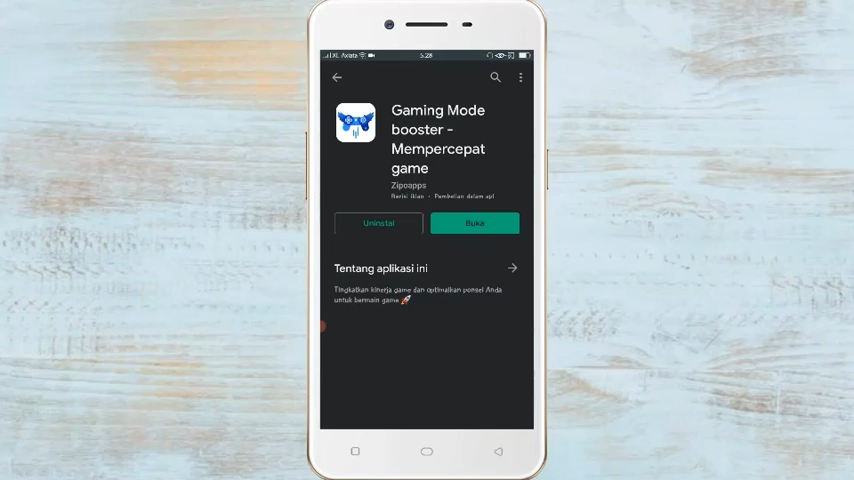 XL Axiata
5.28
Gaming Mode
booster -
Mempercepat
game
Zipoapps
Berisi iklan · Pembelian dalam apl
Uninstal
Buka
Tentang aplikasi ini
Tingkatkan kinerja game dan optimalkan ponsel Anda
untuk bermain game 🚀